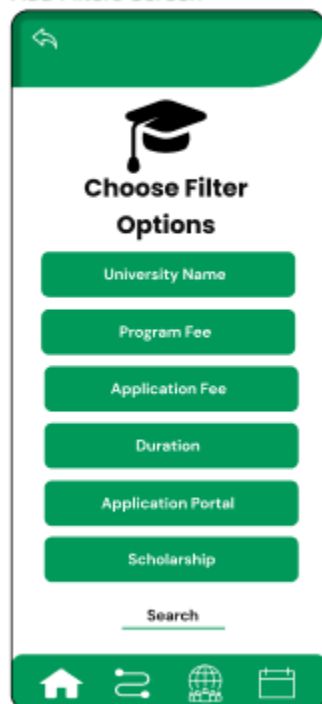 Choose Filter
Options
University Name
Program Fee
Application Fee
Duration
Application Portal
Scholarship
Search